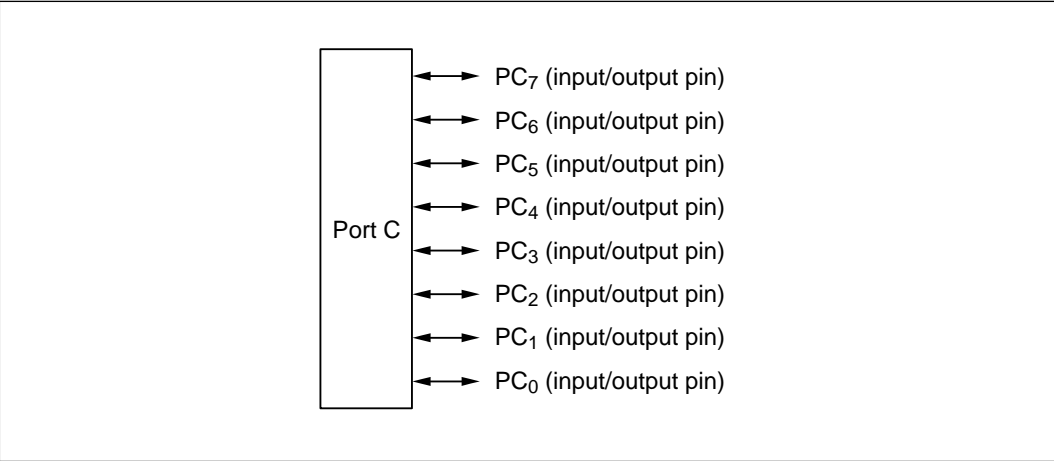 PC₇ (input/output pin)
PC₆ (input/output pin)
PC₅ (input/output pin)
PC₄ (input/output pin)
Port C
PC₃ (input/output pin)
PC₂ (input/output pin)
PC₁ (input/output pin)
PC₀ (input/output pin)